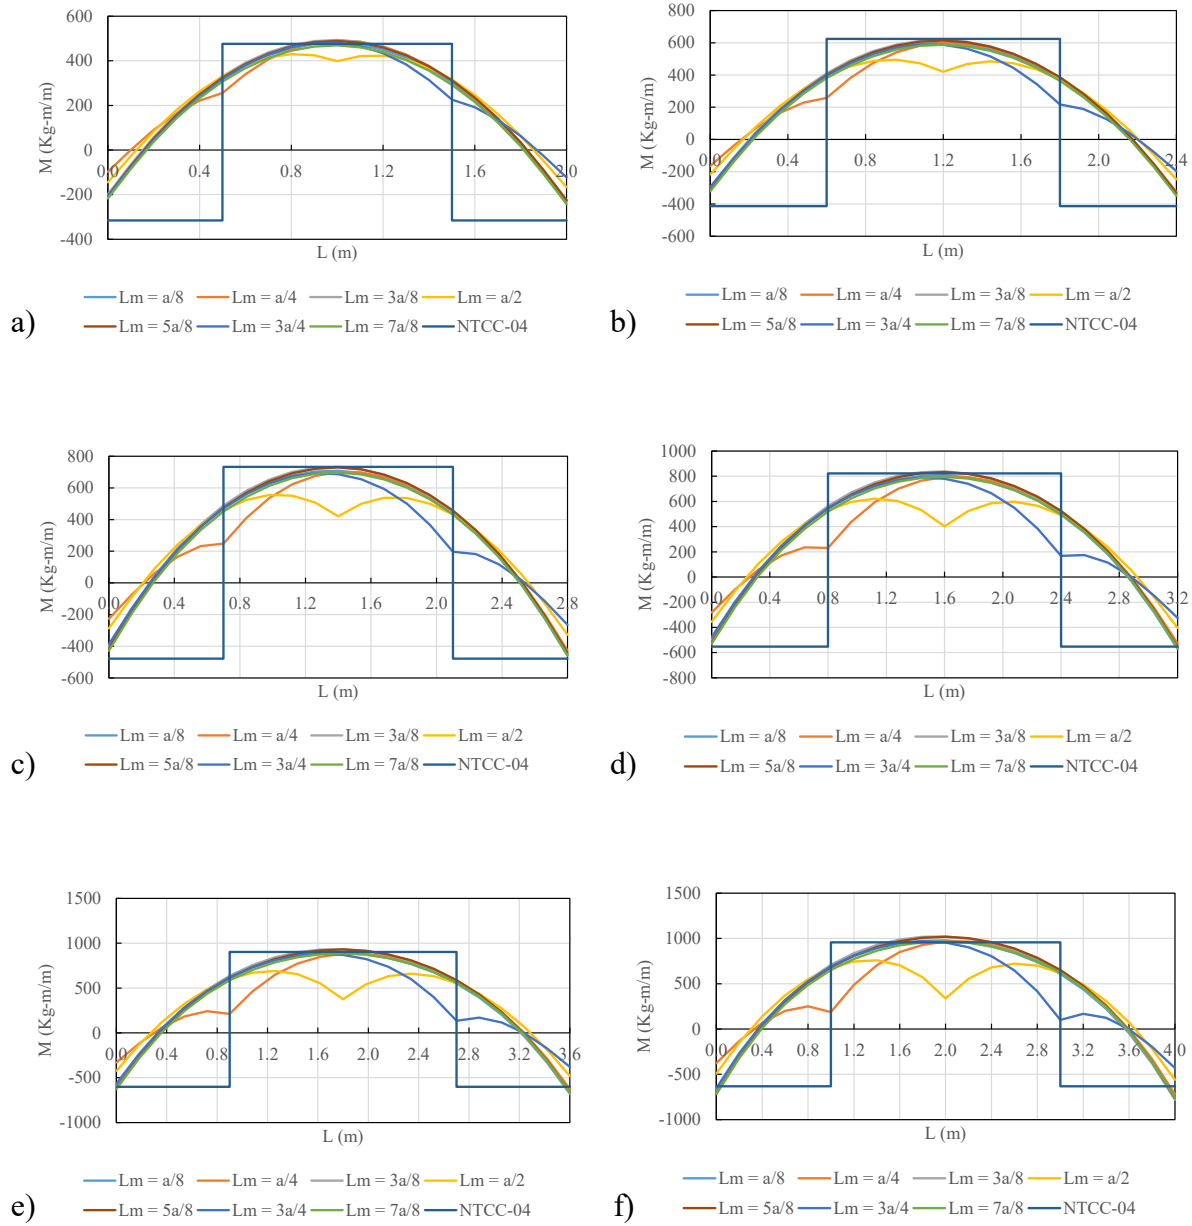 M (Kg-m/m)
600
400
200
0
-200
-400
0.0 0.4 0.8 1.2 1.6 2.0
L (m)
Lm = a/8 Lm = a/4 Lm = 3a/8 Lm = a/2
Lm = 5a/8 Lm = 3a/4 Lm = 7a/8 NTCC-04
a)
M (Kg-m/m)
800
600
400
200
0
-200
-400
-600
0.0 0.4 0.8 1.2 1.6 2.0 2.4
L (m)
Lm = a/8 Lm = a/4 Lm = 3a/8 Lm = a/2
Lm = 5a/8 Lm = 3a/4 Lm = 7a/8 NTCC-04
b)
M (Kg-m/m)
800
600
400
200
0
-200
-400
-600
0.0 0.4 0.8 1.2 1.6 2.0 2.4 2.8
L (m)
Lm = a/8 Lm = a/4 Lm = 3a/8 Lm = a/2
Lm = 5a/8 Lm = 3a/4 Lm = 7a/8 NTCC-04
c)
M (Kg-m/m)
1000
800
600
400
200
0
-200
-400
-600
-800
0.0 0.4 0.8 1.2 1.6 2.0 2.4 2.8 3.2
L (m)
Lm = a/8 Lm = a/4 Lm = 3a/8 Lm = a/2
Lm = 5a/8 Lm = 3a/4 Lm = 7a/8 NTCC-04
d)
M (Kg-m/m)
1500
1000
500
0
-500
-1000
0.0 0.4 0.8 1.2 1.6 2.0 2.4 2.8 3.2 3.6
L (m)
Lm = a/8 Lm = a/4 Lm = 3a/8 Lm = a/2
Lm = 5a/8 Lm = 3a/4 Lm = 7a/8 NTCC-04
e)
M (Kg-m/m)
1500
1000
500
0
-500
-1000
0.0 0.4 0.8 1.2 1.6 2.0 2.4 2.8 3.2 3.6 4.0
L (m)
Lm = a/8 Lm = a/4 Lm = 3a/8 Lm = a/2
Lm = 5a/8 Lm = 3a/4 Lm = 7a/8 NTCC-04
f)